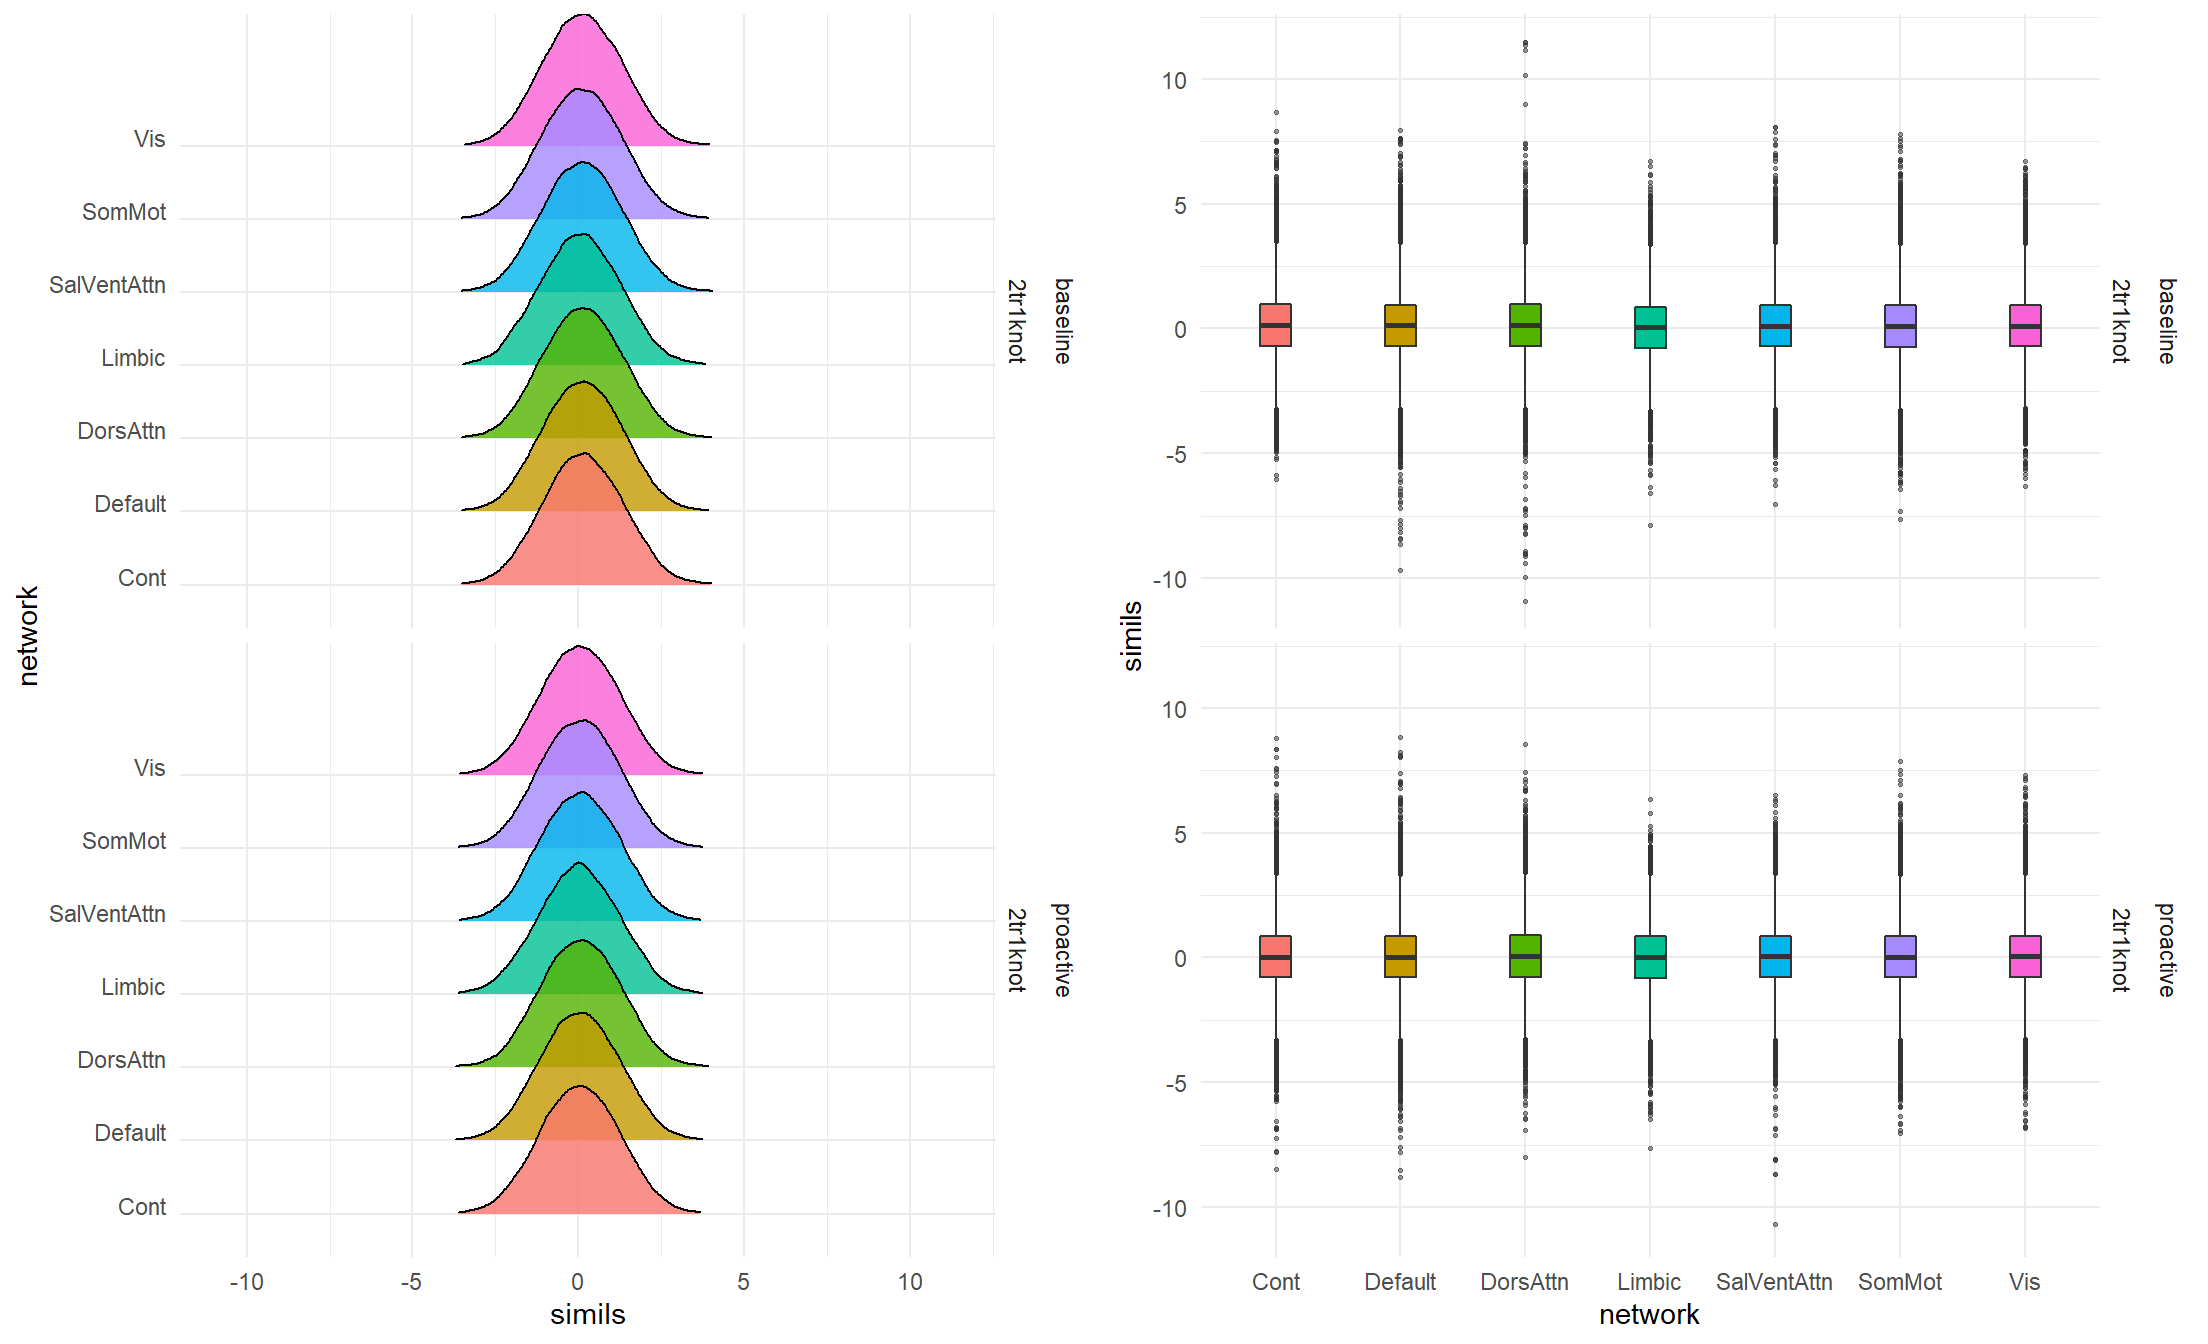 network
Vis
SomMot
SalVentAttn
Limbic
DorsAttn
Default
Cont
baseline
2tr1knot
Vis
SomMot
SalVentAttn
Limbic
DorsAttn
Default
Cont
proactive
2tr1knot
-10 -5 0 5 10
simils
simils
10
5
0
-5
-10
baseline
2tr1knot
10
5
0
-5
-10
proactive
2tr1knot
Cont Default DorsAttn Limbic SalVentAttn SomMot Vis
network